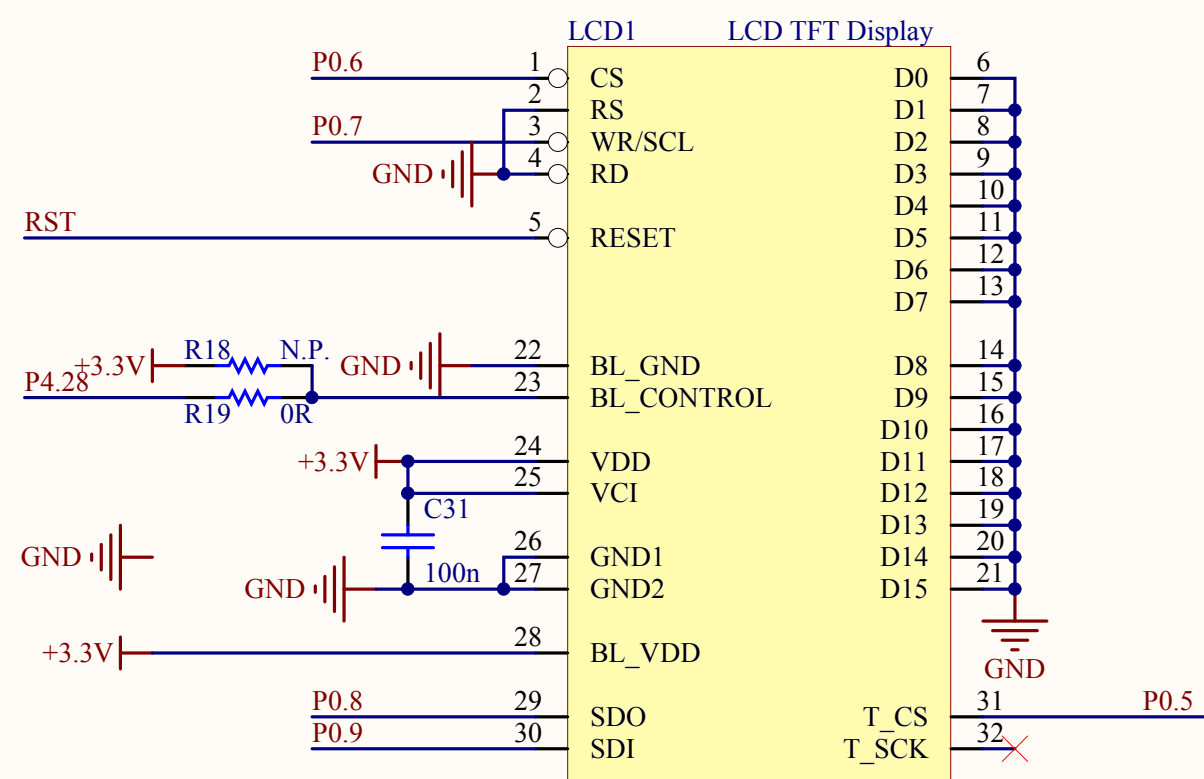 LCD1 LCD TFT Display
P0.6 1 CS D0 6
2 RS D1 7
P0.7 3 WR/SCL D2 8
GND 4 RD D3 9
D4 10
RST 5 RESET D5 11
D6 12
D7 13
+3.3V R18 N.P. GND 22 BL_GND D8 14
P4.28 R19 0R 23 BL_CONTROL D9 15
D10 16
+3.3V 24 VDD D11 17
25 VCI D12 18
C31 D13 19
GND 26 GND1 D14 20
GND 100n 27 GND2 D15 21
+3.3V 28 BL_VDD GND
P0.8 29 SDO T_CS 31 P0.5
P0.9 30 SDI T_SCK 32